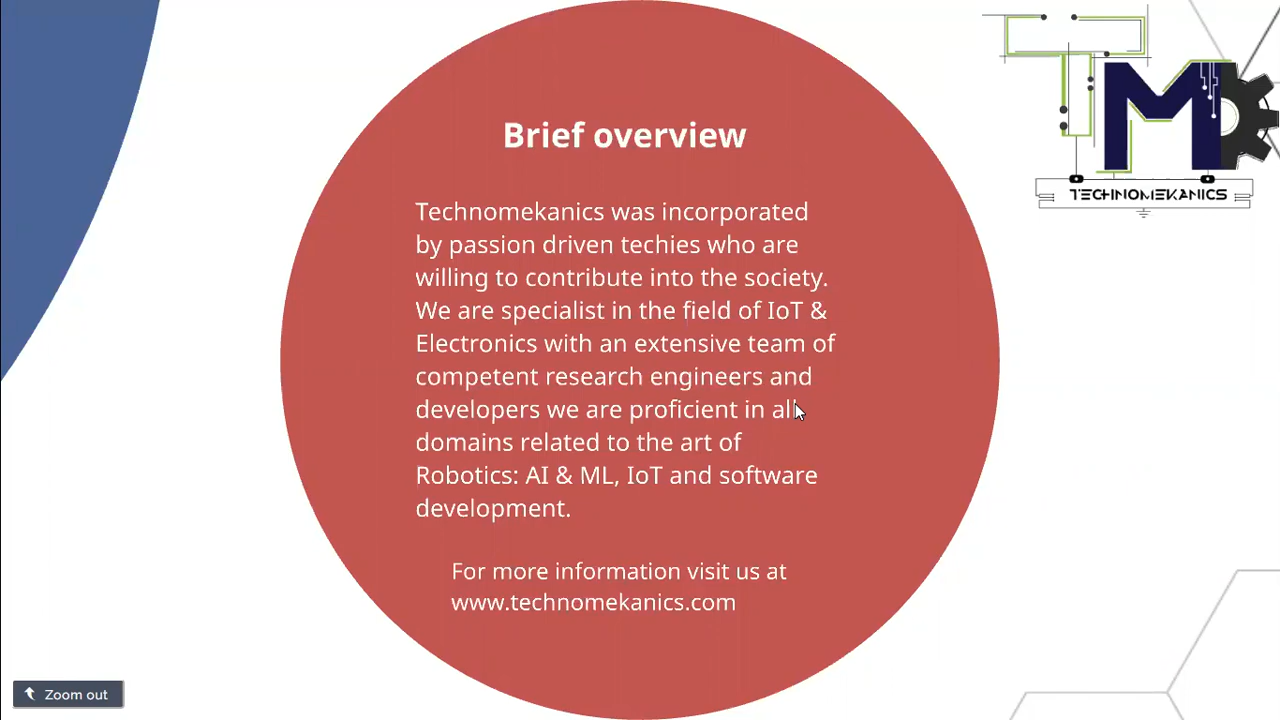 Brief overview
TECHNOMEKANICS
Technomekanics was incorporated
by passion driven techies who are
willing to contribute into the society.
We are specialist in the field of IoT &
Electronics with an extensive team of
competent research engineers and
developers we are proficient in all
domains related to the art of
Robotics: AI & ML, IoT and software
development.
For more information visit us at
www.technomekanics.com
Zoom out